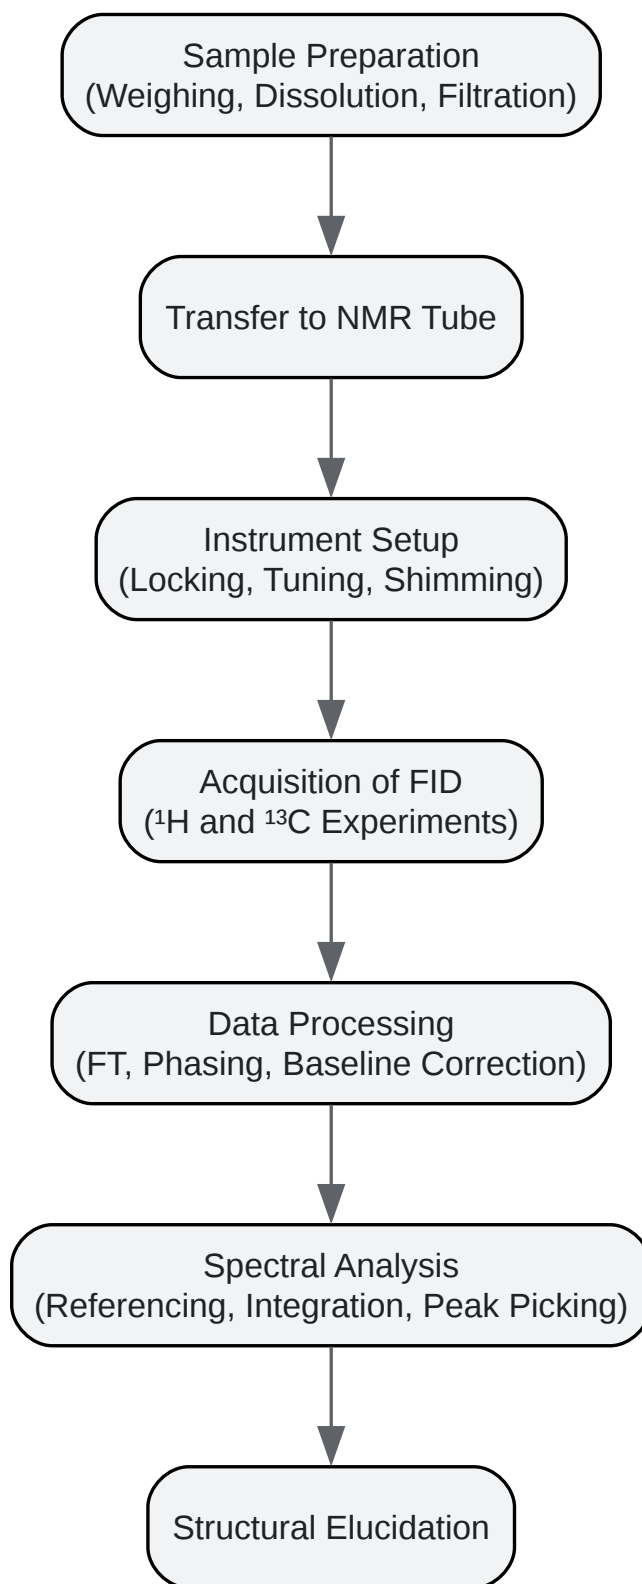 Sample Preparation
(Weighing, Dissolution, Filtration)
Transfer to NMR Tube
Instrument Setup
(Locking, Tuning, Shimming)
Acquisition of FID
(¹H and ¹³C Experiments)
Data Processing
(FT, Phasing, Baseline Correction)
Spectral Analysis
(Referencing, Integration, Peak Picking)
Structural Elucidation